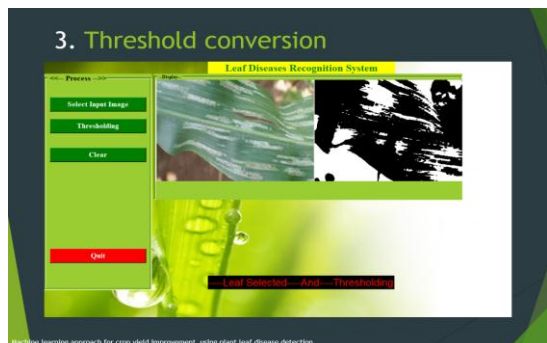 3. Threshold conversion
Leaf Diseases Recognition System
<<-- Process -->>
Display
Select Input Image
Thresholding
Clear
Quit
----Leaf Selected----And----Thresholding
Machine learning approach for crop yield improvement using plant leaf disease detection